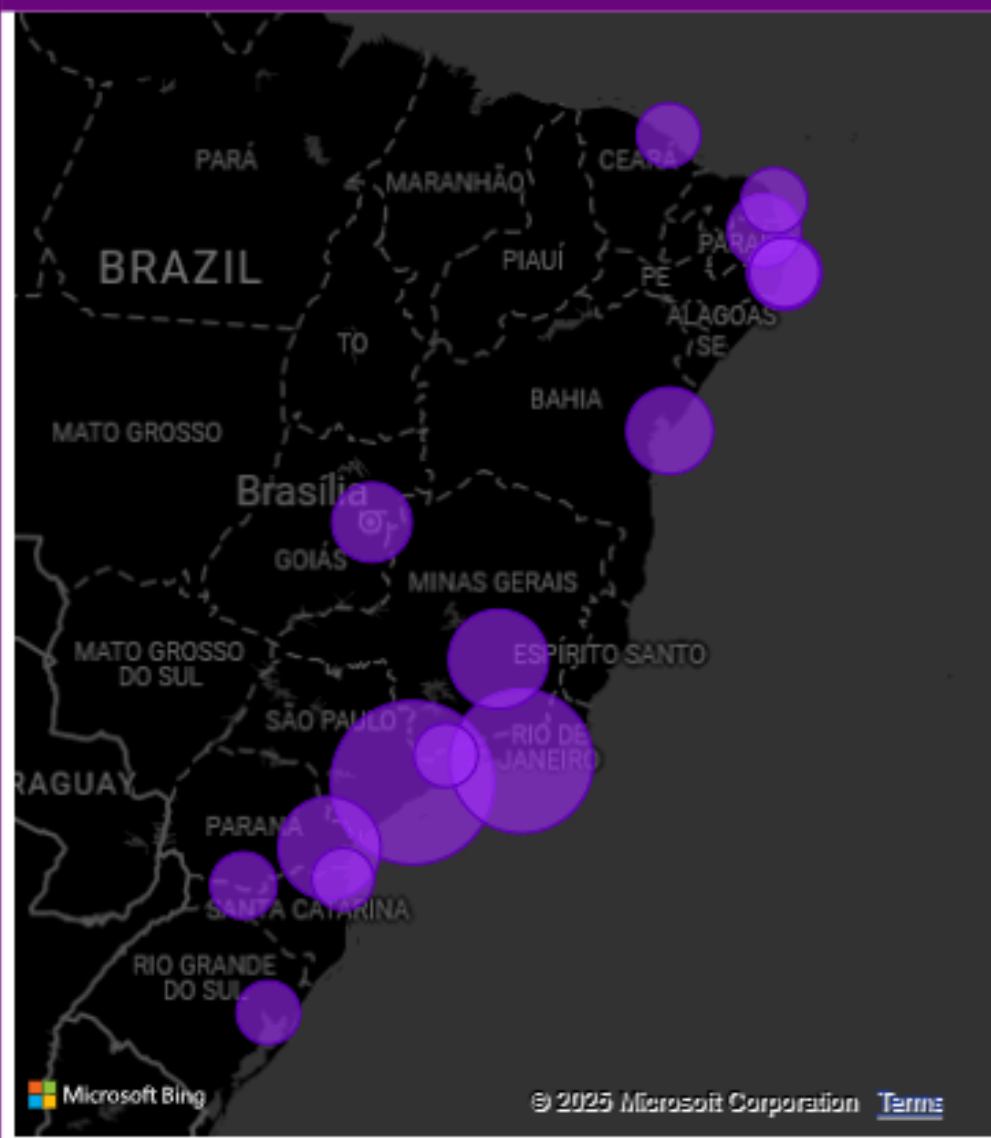 PARÁ
CEARÁ
MARANHÃO
BRAZIL
PIAUÍ
PE
ALAGOAS
TO
SE
BAHIA
MATO GROSSO
Brasília
GOIÁS
MINAS GERAIS
MATO GROSSO
DO SUL
ESPÍRITO SANTO
SÃO PAULO
RIO DE
JANEIRO
RAGUAY
PARANÁ
SANTA CATARINA
RIO GRANDE
DO SUL
Microsoft Bing
© 2025 Microsoft Corporation Terms